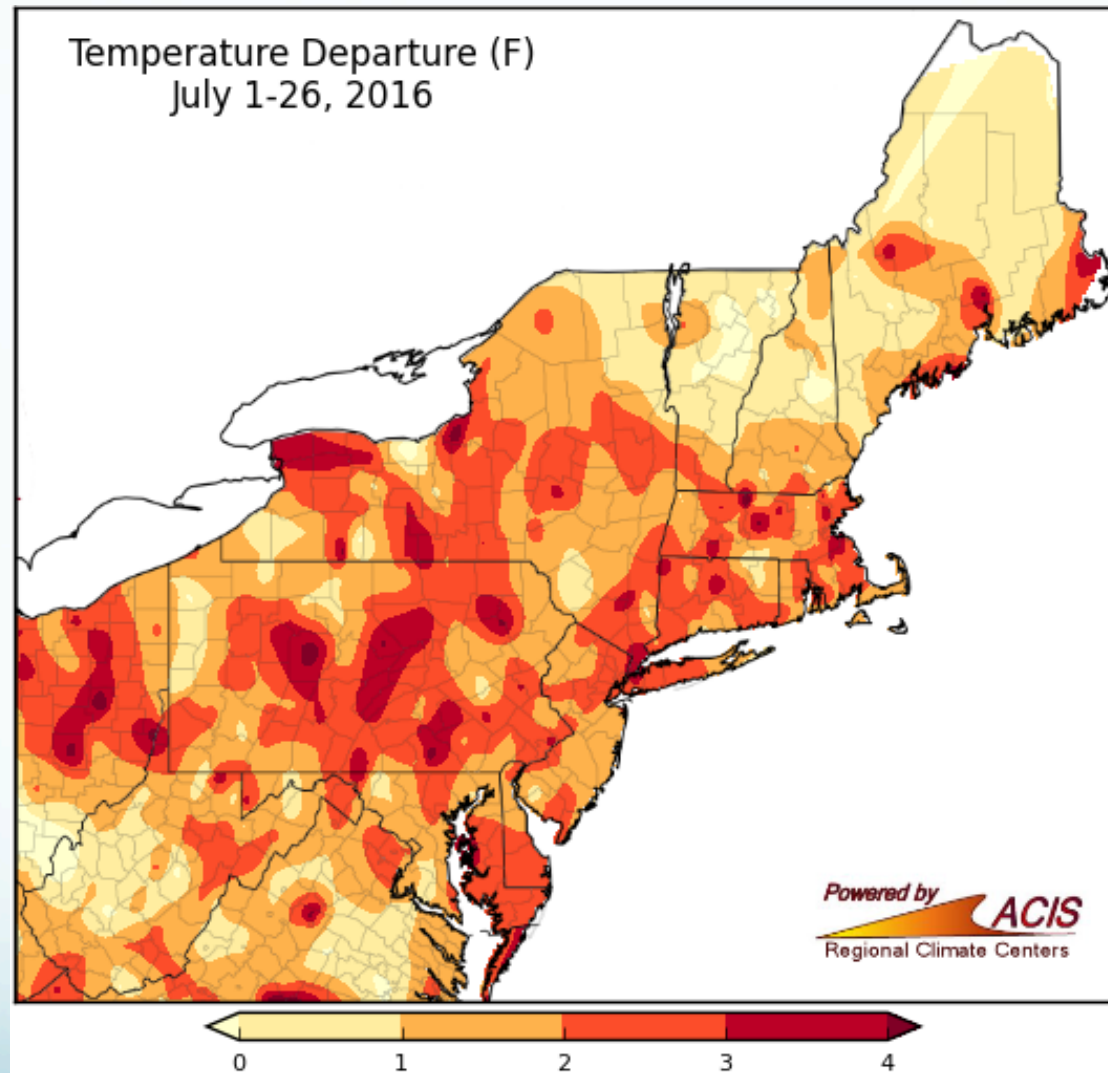 Temperature Departure (F)
July 1-26, 2016
Powered by
ACIS
Regional Climate Centers
0 1 2 3 4